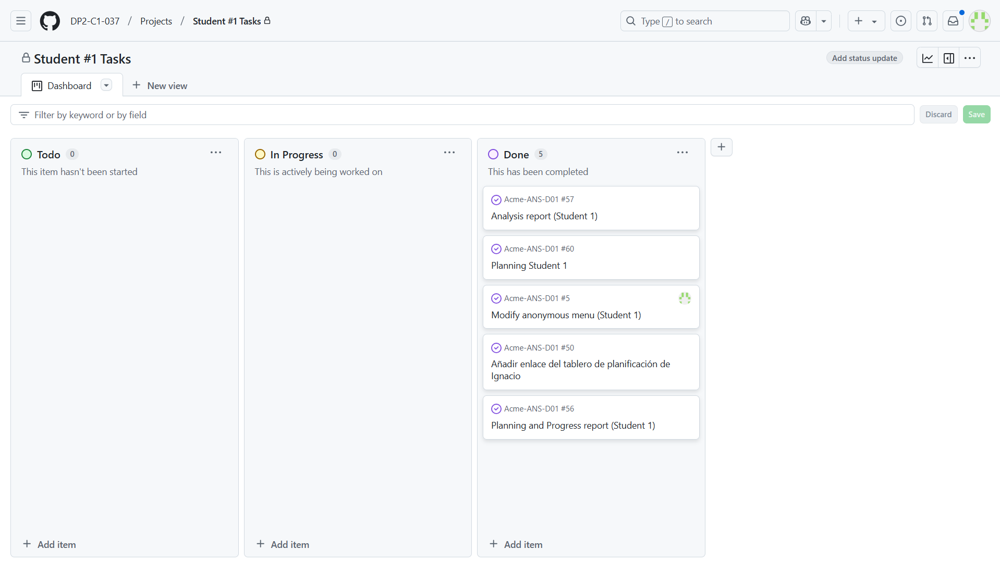 DP2-C1-037 / Projects / Student #1 Tasks
Type / to search
Student #1 Tasks
Add status update
Dashboard
New view
Filter by keyword or by field
Discard
Save
Todo 0
This item hasn't been started
Add item
In Progress 0
This is actively being worked on
Add item
Done 5
This has been completed
Acme-ANS-D01 #57
Analysis report (Student 1)
Acme-ANS-D01 #60
Planning Student 1
Acme-ANS-D01 #5
Modify anonymous menu (Student 1)
Acme-ANS-D01 #50
Añadir enlace del tablero de planificación de
Ignacio
Acme-ANS-D01 #56
Planning and Progress report (Student 1)
Add item